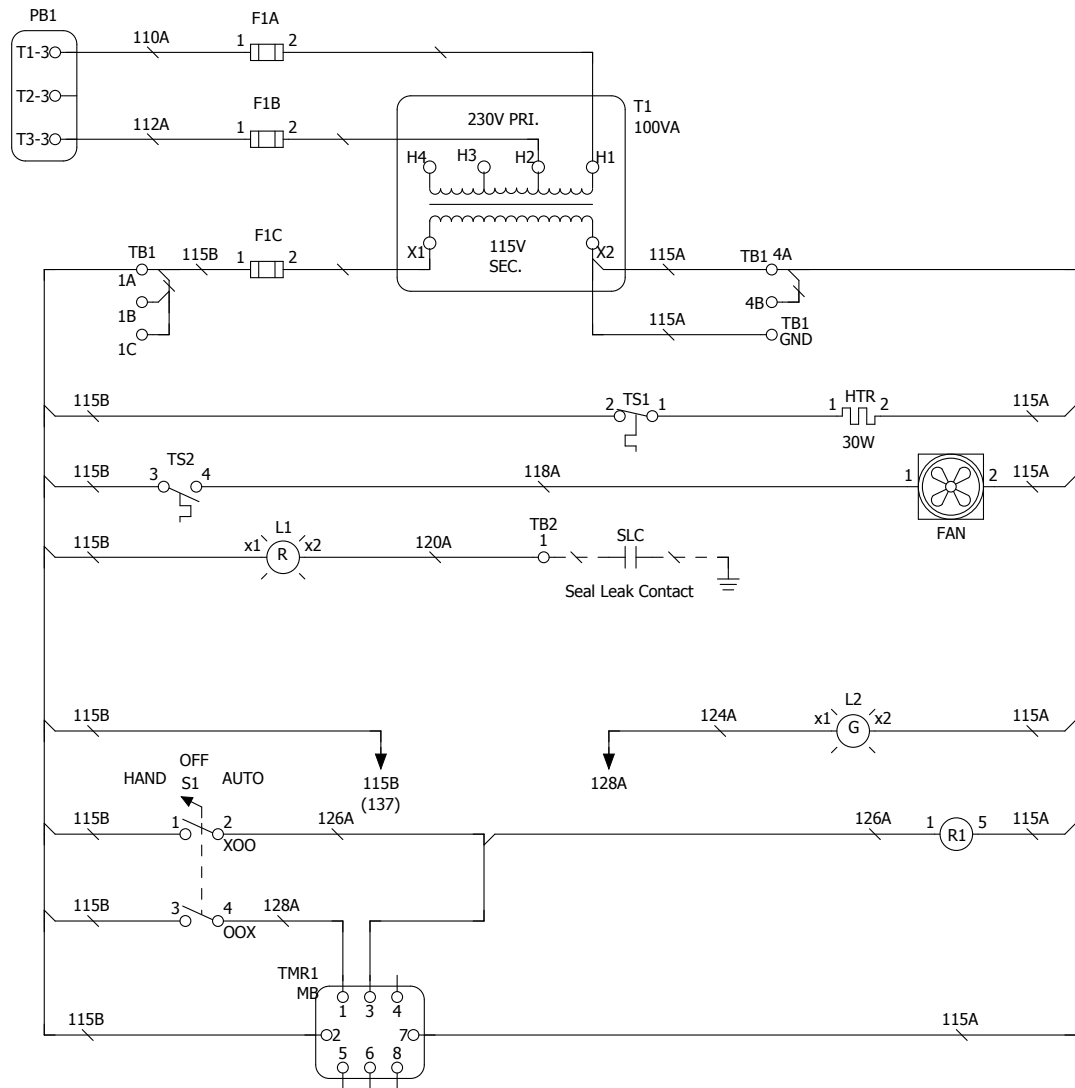 PB1
F1A
T1-3 110A 1 2
T2-3
F1B
T3-3 112A 1 2
230V PRI.
T1
100VA
H4 H3 H2 H1
F1C
TB1 115B 1 2
X1 115V X2
SEC.
115A TB1 4A
1A
1B
1C
4B
115A TB1
GND
115B 2 TS1 1 1 HTR 2 115A
30W
115B 3 TS2 4 118A 1 2 115A
FAN
L1
115B x1 R x2 120A TB2 SLC
1
Seal Leak Contact
L2
115B 124A x1 G x2 115A
OFF
HAND S1 AUTO
115B
(137)
128A
115B 1 2 126A 126A 1 R1 5 115A
XOO
115B 3 4 128A
OOX
TMR1
MB
1 3 4
115B 2 7 115A
5 6 8